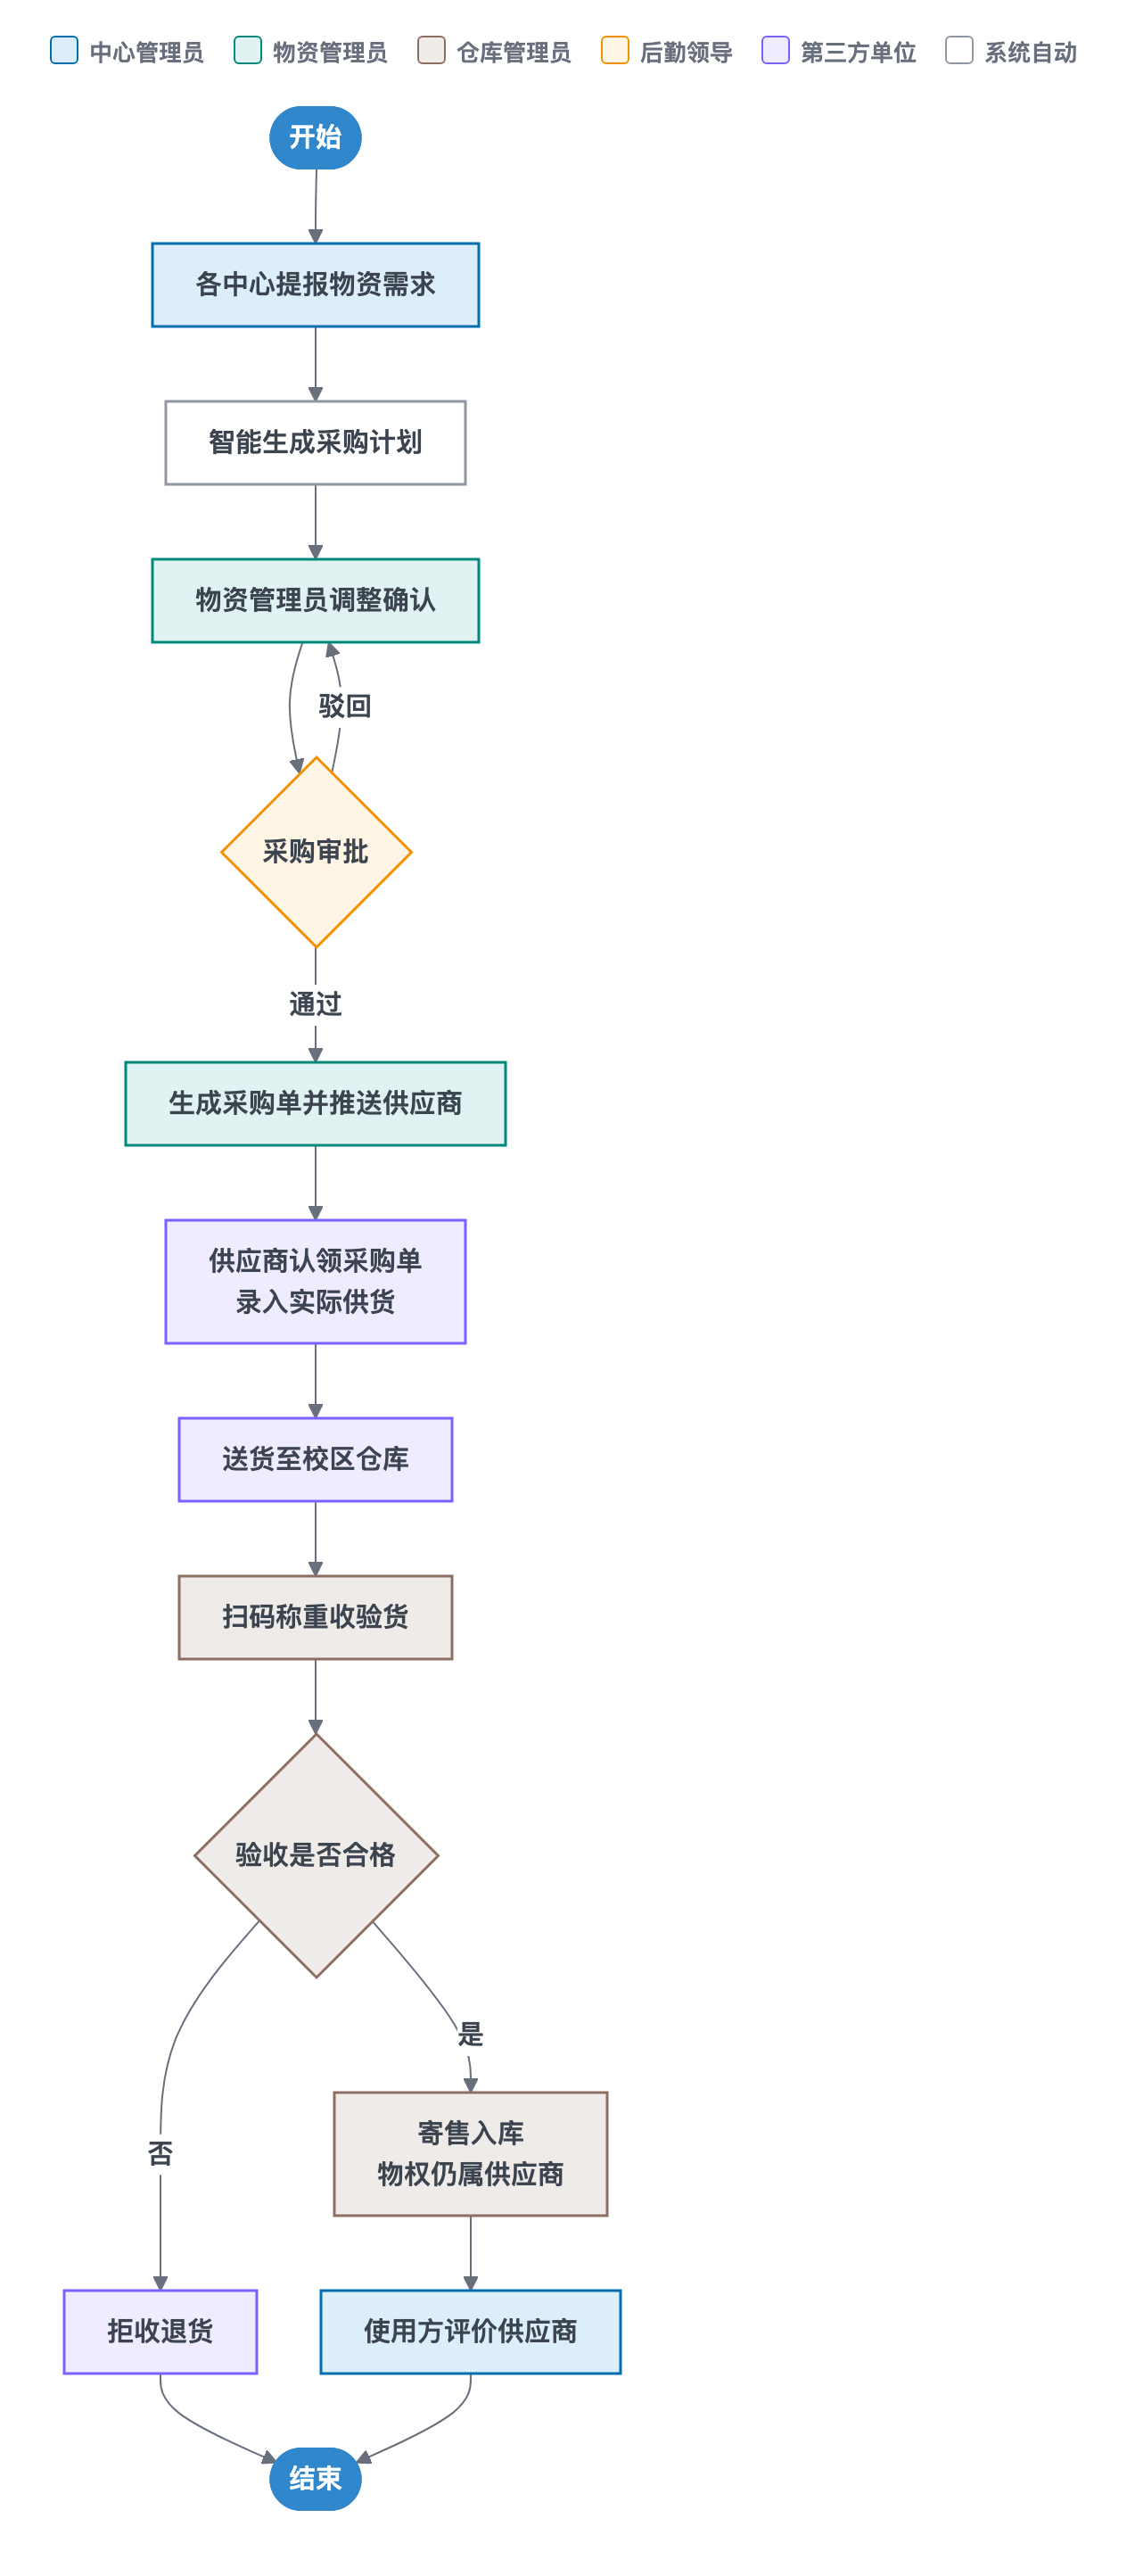 中心管理员
物资管理员
仓库管理员
后勤领导
第三方单位
系统自动
开始
各中心提报物资需求
智能生成采购计划
物资管理员调整确认
驳回
采购审批
通过
生成采购单并推送供应商
供应商认领采购单
录入实际供货
送货至校区仓库
扫码称重收验货
验收是否合格
是
寄售入库
物权仍属供应商
否
拒收退货
使用方评价供应商
结束